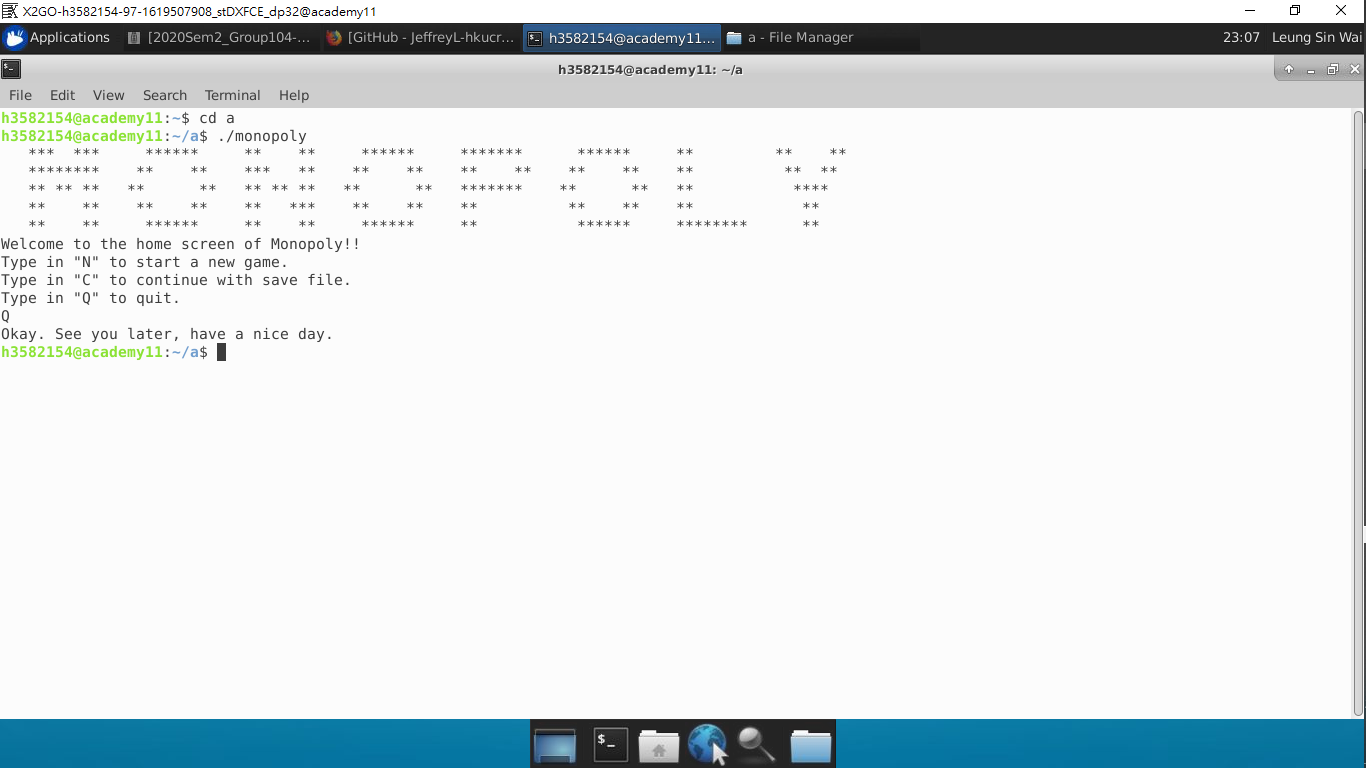 X2GO-h3582154-97-1619507908_stDXFCE_dp32@academy11
Applications [2020Sem2_Group104-... [GitHub - JeffreyL-hkucr... h3582154@academy11... a - File Manager 23:07 Leung Sin Wai
h3582154@academy11: ~/a
File Edit View Search Terminal Help
h3582154@academy11:~$ cd a
h3582154@academy11:~/a$ ./monopoly
   ***  ***     ******     **    **     ******     *******      ******     **         **    **
   ********    **    **    ***   **    **    **    **    **    **    **    **          **  **
   ** ** **   **      **   ** ** **   **      **   *******    **      **   **           ****
   **    **    **    **    **   ***    **    **    **          **    **    **            **
   **    **     ******     **    **     ******     **           ******     ********      **
Welcome to the home screen of Monopoly!!
Type in "N" to start a new game.
Type in "C" to continue with save file.
Type in "Q" to quit.
Q
Okay. See you later, have a nice day.
h3582154@academy11:~/a$